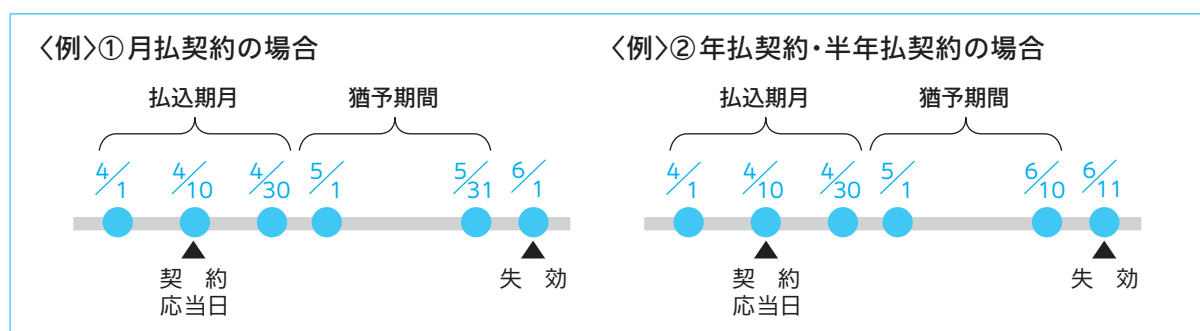 〈例〉①月払契約の場合
払込期月 猶予期間
4/1 4/10 4/30 5/1 5/31 6/1
契約 失効
応当日
〈例〉②年払契約・半年払契約の場合
払込期月 猶予期間
4/1 4/10 4/30 5/1 6/10 6/11
契約 失効
応当日